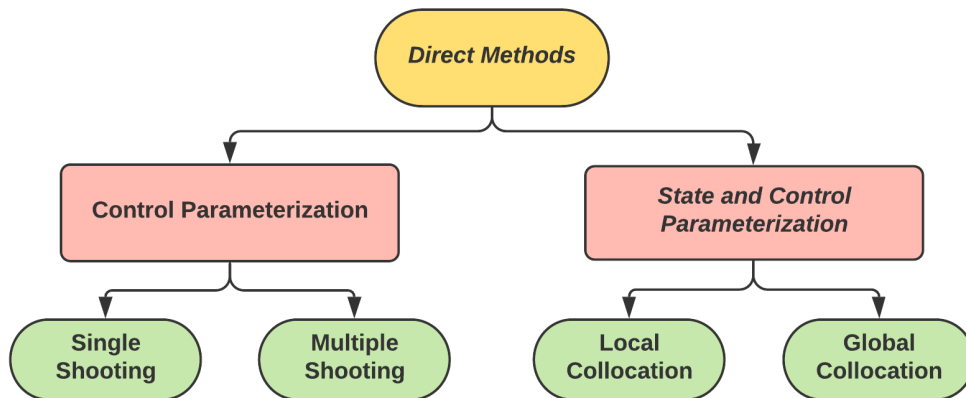 Direct Methods
Control Parameterization
State and Control
Parameterization
Single
Shooting
Multiple
Shooting
Local
Collocation
Global
Collocation